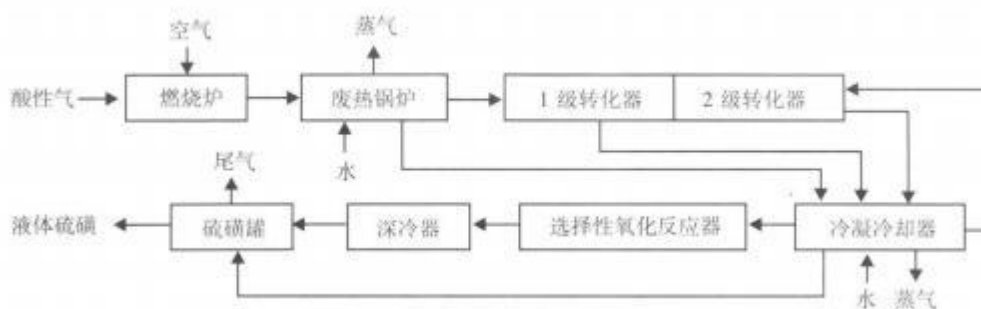 空气
蒸气
酸性气
燃烧炉
废热锅炉
1 级转化器
2 级转化器
水
尾气
液体硫磺
硫磺罐
深冷器
选择性氧化反应器
冷凝冷却器
水
蒸气